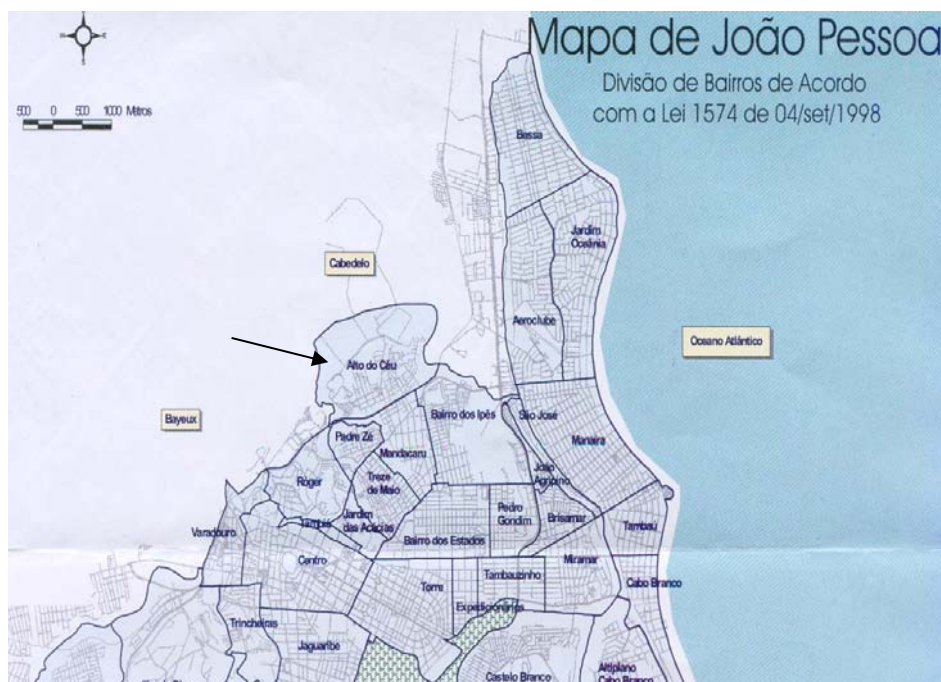 Mapa de João Pessoa
Divisão de Bairros de Acordo
com a Lei 1574 de 04/set/1998
500 0 500 1000 Metros
Bessa
Jardim
Oceânia
Cabedelo
Aeroclube
Oceano Atlântico
Alto do Céu
Bayeux
Bairro dos Ipês
São José
Manaíra
Padre Zé
Mandacaru
João
Agripino
Roger
Treze
de Maio
Pedro
Gondim
Brisamar
Tambaú
Jardim
das Acácias
Tambiá
Varadouro
Bairro dos Estados
Centro
Miramar
Torre
Tambauzinho
Cabo Branco
Expedicionários
Trincheiras
Jaguaribe
Castelo Branco
Altiplano
Cabo Branco